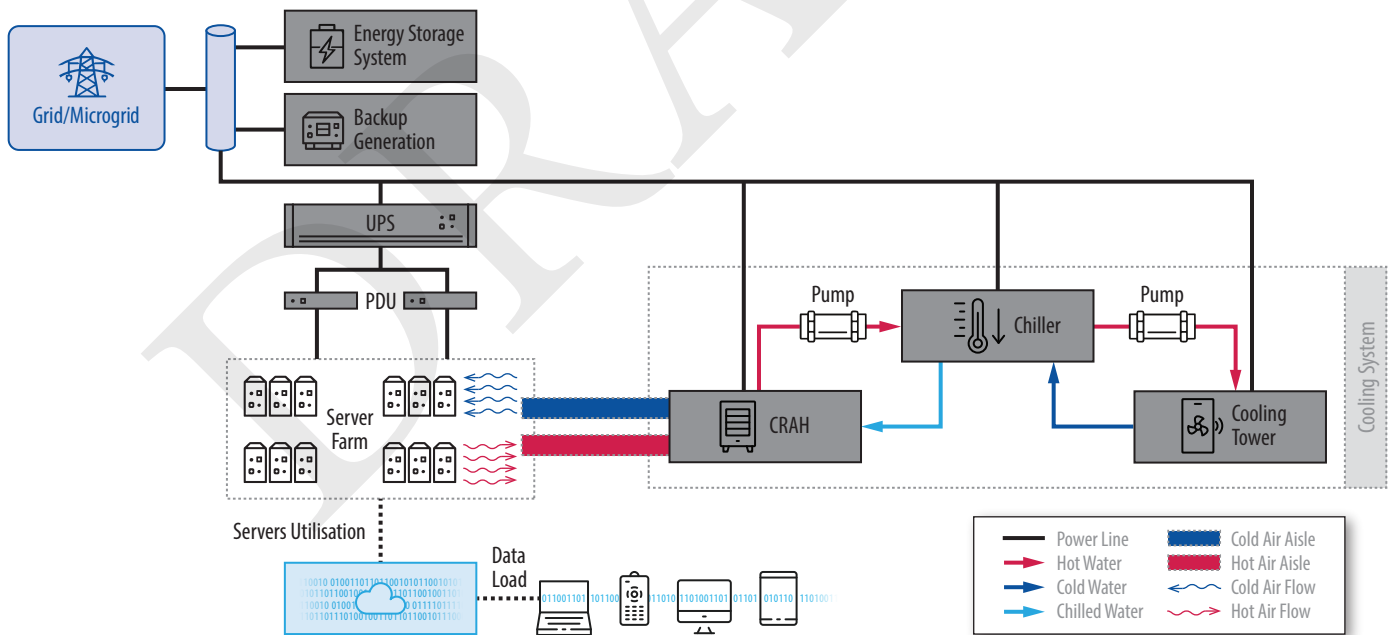 DRA
Grid/Microgrid
Energy Storage
System
Backup
Generation
UPS
PDU
Server
Farm
Pump
Chiller
Pump
CRAH
Cooling
Tower
Cooling System
Servers Utilisation
Data
Load
Power Line
Hot Water
Cold Water
Chilled Water
Cold Air Aisle
Hot Air Aisle
Cold Air Flow
Hot Air Flow